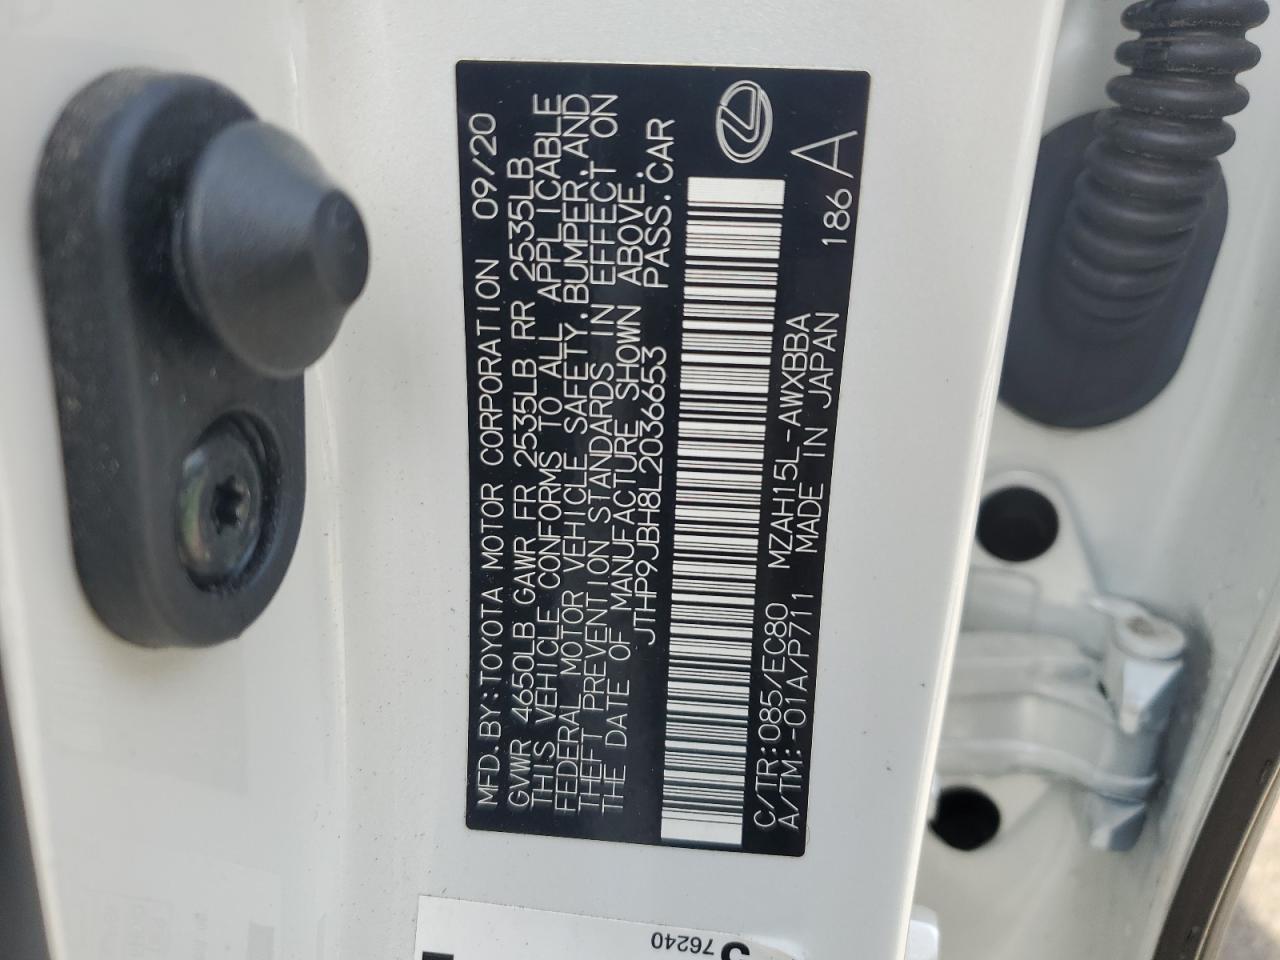 MFD. BY: TOYOTA MOTOR CORPORATION 09/20
GVWR 4650LB GAWR FR 2535LB RR 2535LB
THIS VEHICLE CONFORMS TO ALL APPLICABLE
FEDERAL MOTOR VEHICLE SAFETY, BUMPER, AND
THEFT PREVENTION STANDARDS IN EFFECT ON
THE DATE OF MANUFACTURE SHOWN ABOVE.
JTHP9JBH8L2036653 PASS. CAR
C/TR: 085/EC80 MZAH15L-AWXBBA 186 A
A/TM: -01A/P711 MADE IN JAPAN
76240